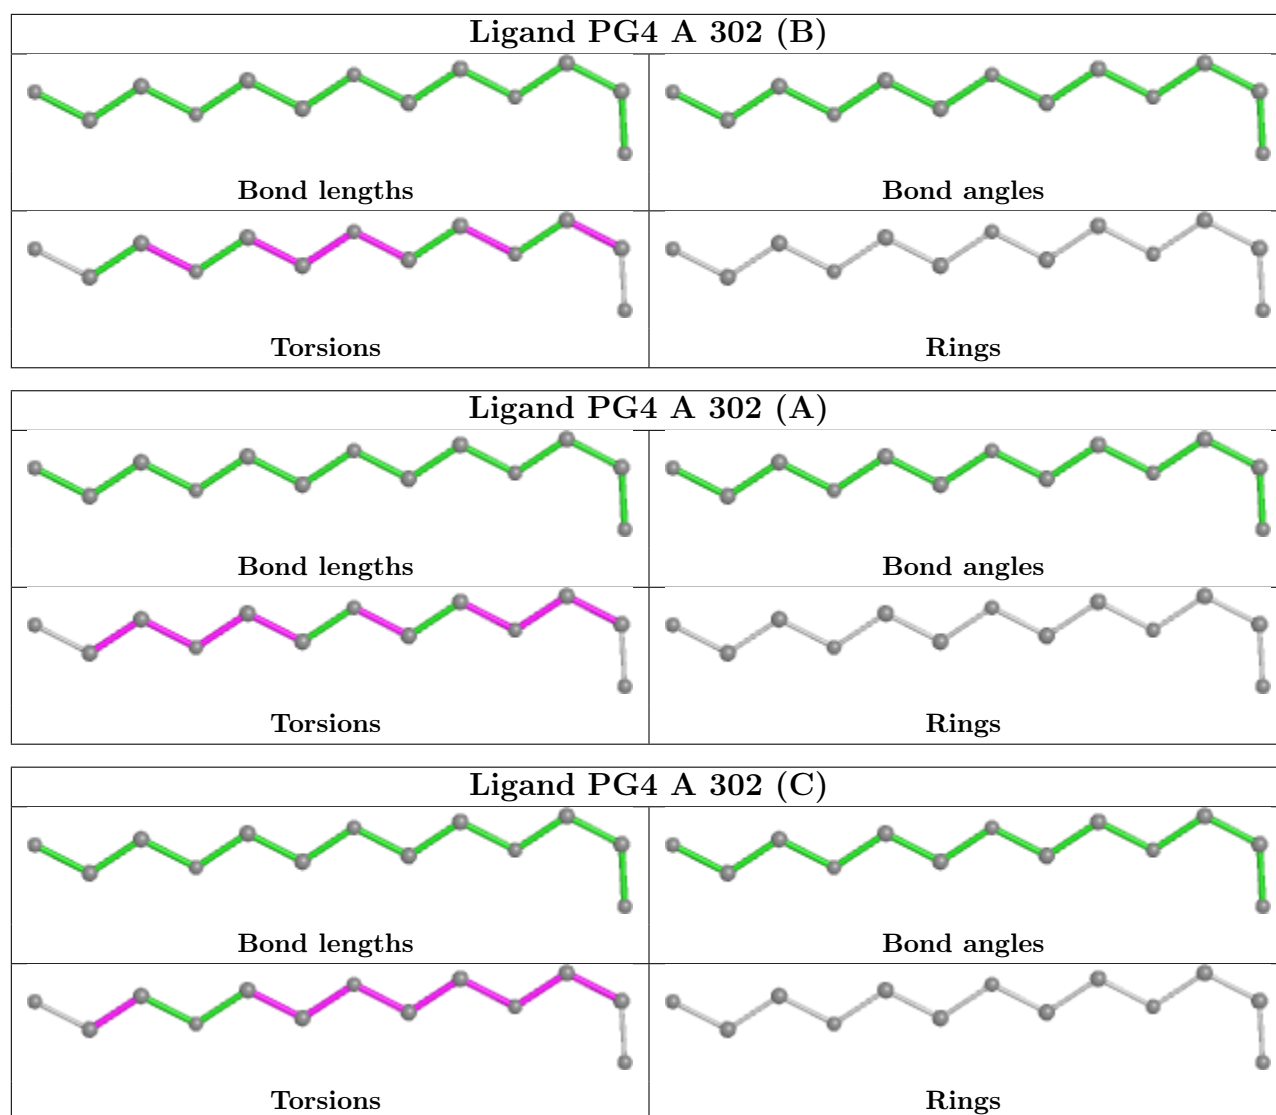 Ligand PG4 A 302 (B)
Bond lengths
Bond angles
Torsions
Rings
Ligand PG4 A 302 (A)
Bond lengths
Bond angles
Torsions
Rings
Ligand PG4 A 302 (C)
Bond lengths
Bond angles
Torsions
Rings